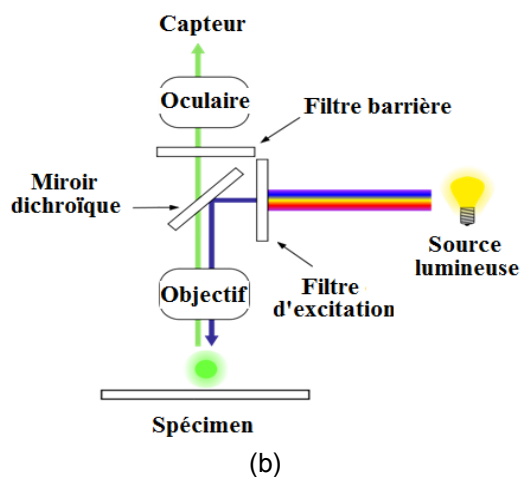 Capteur
Oculaire
Filtre barrière
Miroir
dichroïque
Source
lumineuse
Objectif
Filtre
d'excitation
Spécimen
(b)